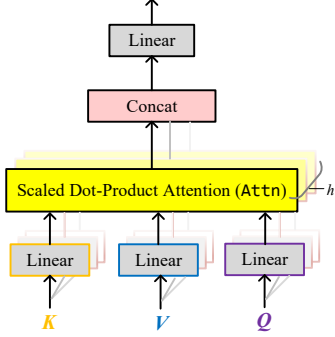 Linear
Concat
Scaled Dot-Product Attention (Attn)
h
Linear Linear Linear
K V Q